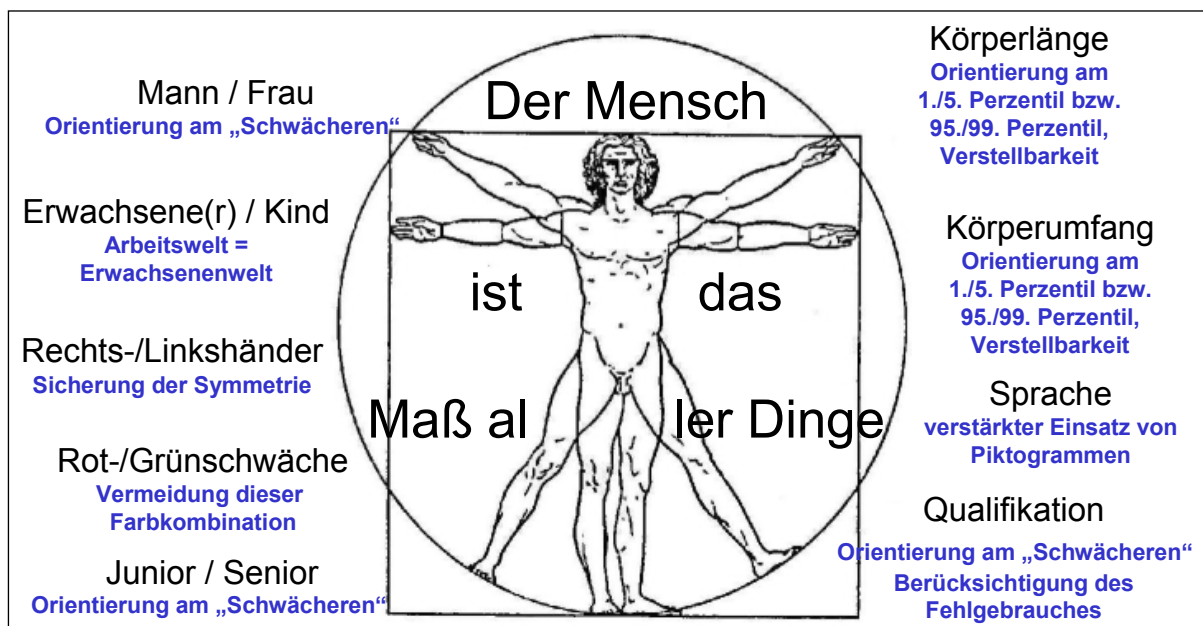 Mann / Frau
Orientierung am „Schwächeren“
Erwachsene(r) / Kind
Arbeitswelt =
Erwachsenenwelt
Rechts-/Linkshänder
Sicherung der Symmetrie
Rot-/Grünschwäche
Vermeidung dieser
Farbkombination
Junior / Senior
Orientierung am „Schwächeren“
Der Mensch
ist das
Maß al ler Dinge
Körperlänge
Orientierung am
1./5. Perzentil bzw.
95./99. Perzentil,
Verstellbarkeit
Körperumfang
Orientierung am
1./5. Perzentil bzw.
95./99. Perzentil,
Verstellbarkeit
Sprache
verstärkter Einsatz von
Piktogrammen
Qualifikation
Orientierung am „Schwächeren“
Berücksichtigung des
Fehlgebrauches